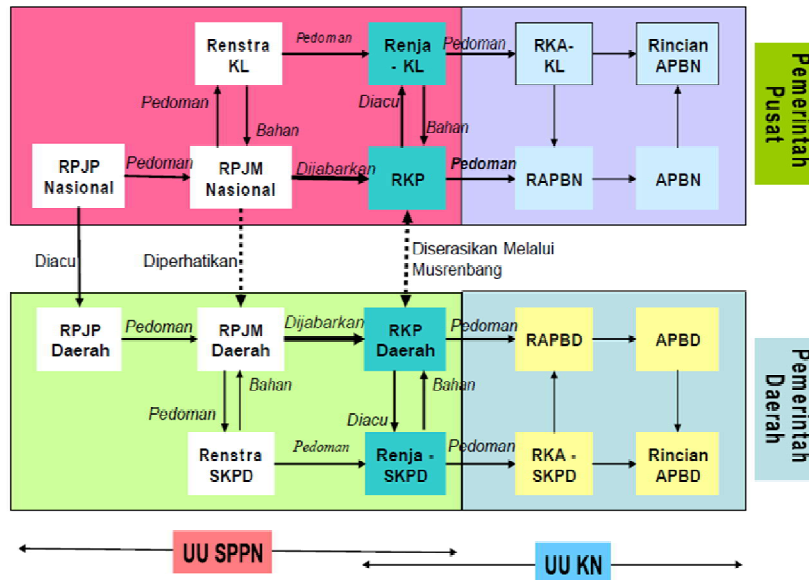 Renstra
KL
Pedoman
Renja
- KL
Pedoman
RKA-
KL
Rincian
APBN
Pedoman
Bahan
Diacu
Bahan
RPJP
Nasional
Pedoman
RPJM
Nasional
Dijabarkan
RKP
Pedoman
RAPBN
APBN
Pemerintah
Pusat
Diacu
Diperhatikan
Diserasikan Melalui
Musrenbang
RPJP
Daerah
Pedoman
RPJM
Daerah
Dijabarkan
RKP
Daerah
Pedoman
RAPBD
APBD
Pedoman
Bahan
Diacu
Bahan
Renstra
SKPD
Pedoman
Renja -
SKPD
Pedoman
RKA -
SKPD
Rincian
APBD
Pemerintah
Daerah
UU SPPN
UU KN